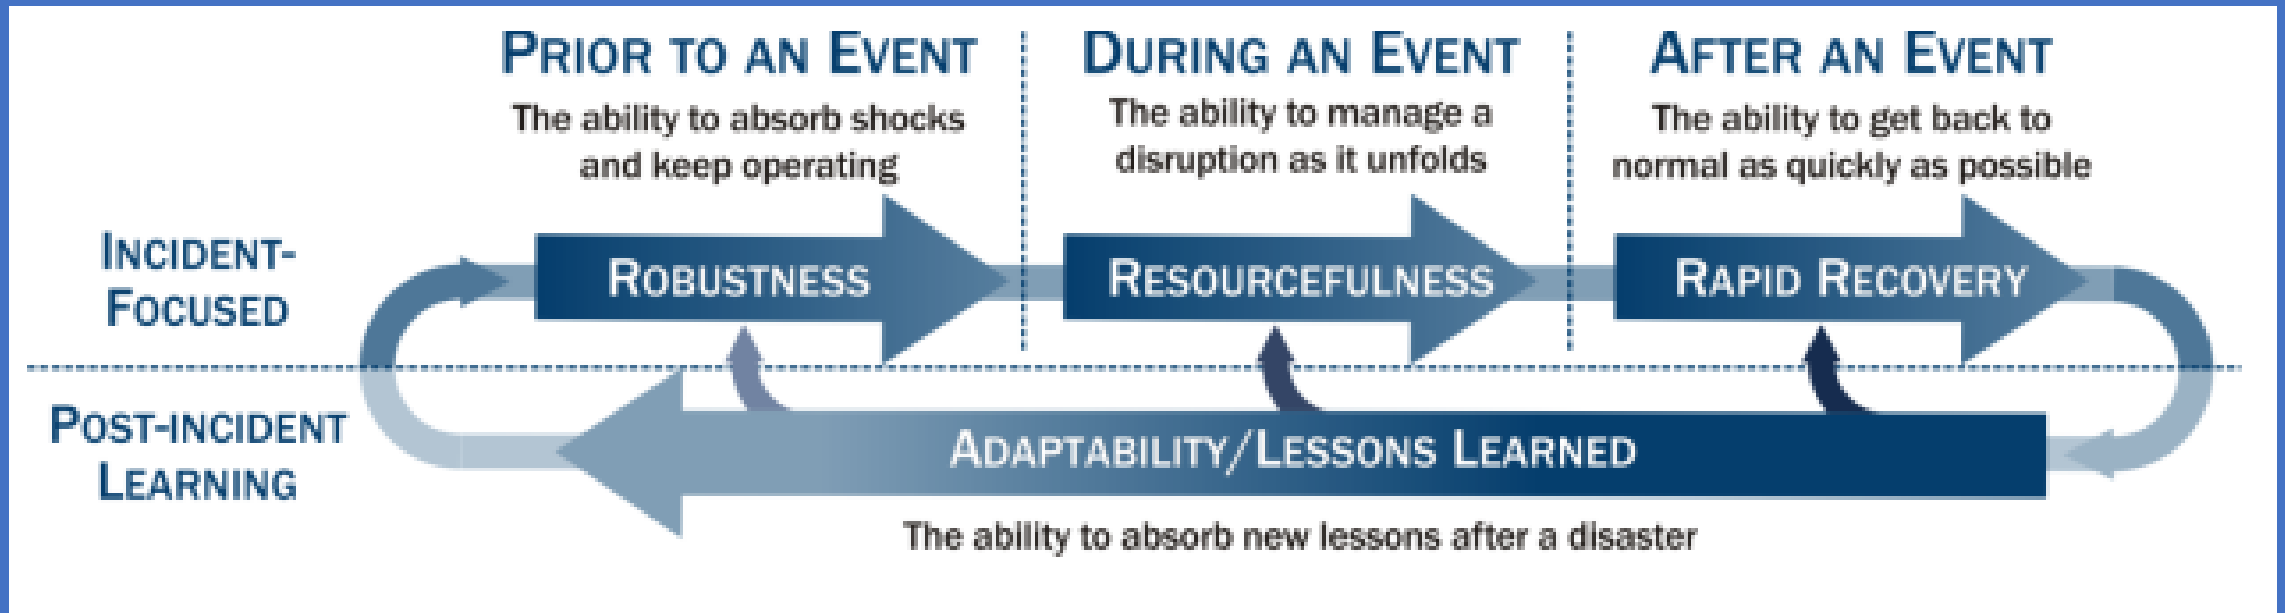 PRIOR TO AN EVENT
The ability to absorb shocks
and keep operating
DURING AN EVENT
The ability to manage a
disruption as it unfolds
AFTER AN EVENT
The ability to get back to
normal as quickly as possible
INCIDENT-
FOCUSED
ROBUSTNESS
RESOURCEFULNESS
RAPID RECOVERY
POST-INCIDENT
LEARNING
ADAPTABILITY/LESSONS LEARNED
The ability to absorb new lessons after a disaster